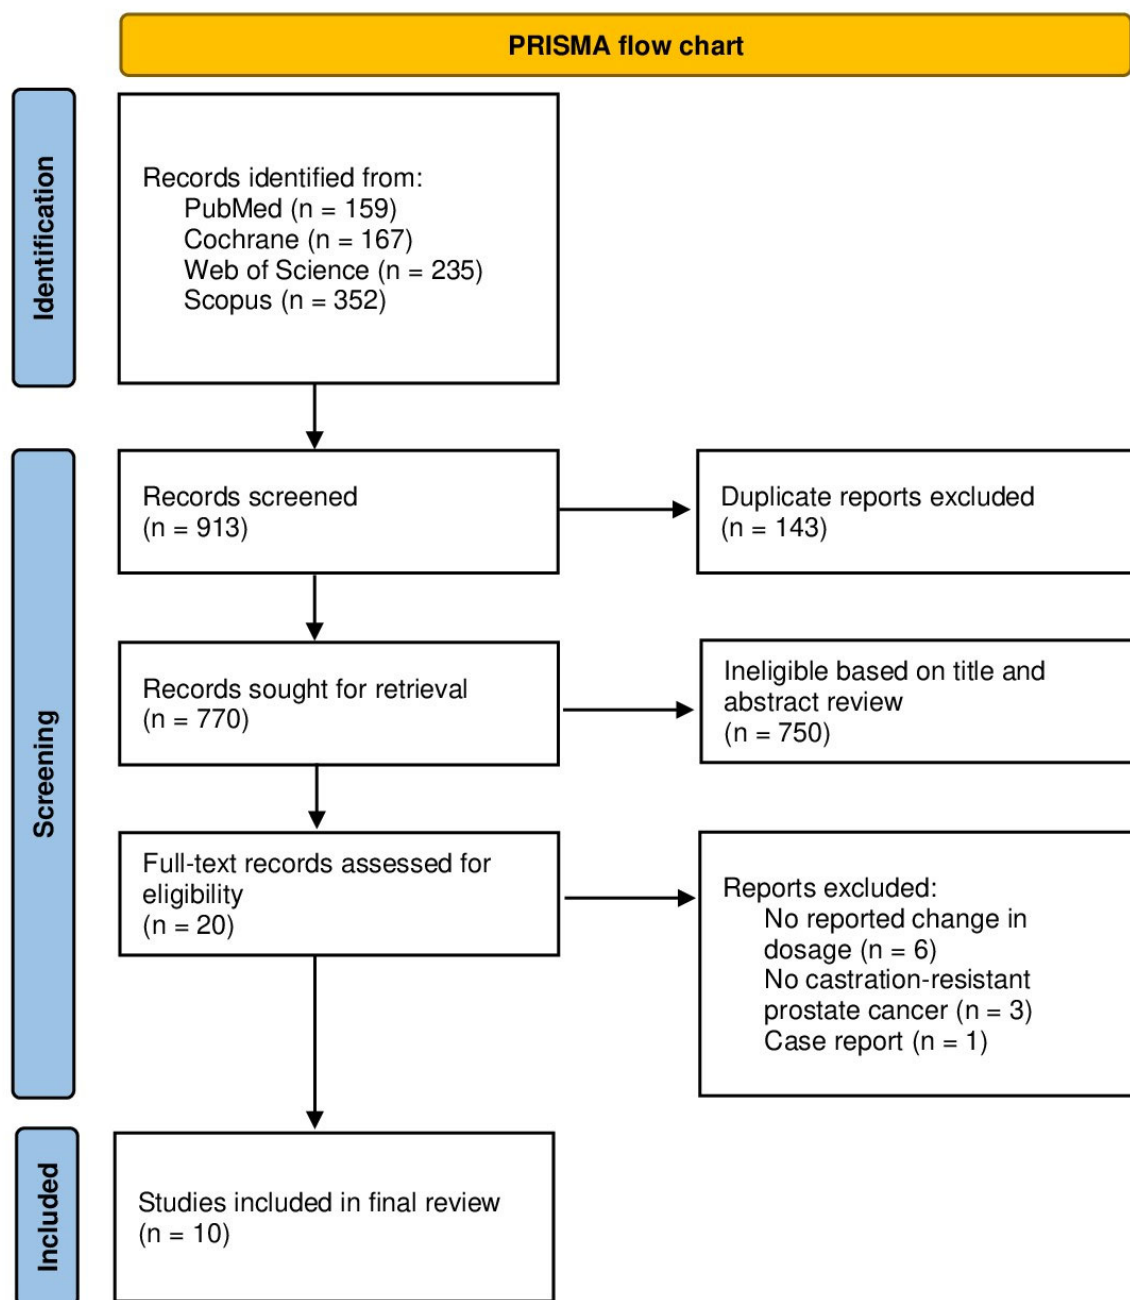 PRISMA flow chart
Identification
Records identified from:
PubMed (n = 159)
Cochrane (n = 167)
Web of Science (n = 235)
Scopus (n = 352)
Screening
Records screened
(n = 913)
Duplicate reports excluded
(n = 143)
Records sought for retrieval
(n = 770)
Ineligible based on title and
abstract review
(n = 750)
Full-text records assessed for
eligibility
(n = 20)
Reports excluded:
No reported change in
dosage (n = 6)
No castration-resistant
prostate cancer (n = 3)
Case report (n = 1)
Included
Studies included in final review
(n = 10)